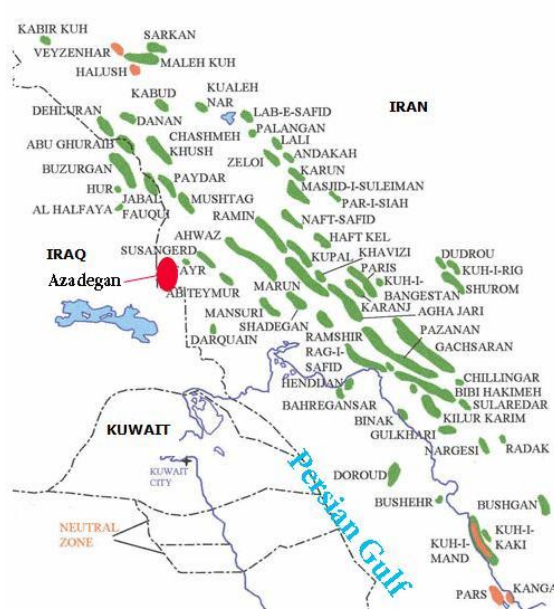 KABIR KUH
SARKAN
VEYZENHAR
MALEH KUH
HALUSH
KABUD
KUALEH
NAR
IRAN
DEHLURAN
DANAN
LAB-E-SAFID
PALANGAN
ABU GHURAIB
CHASHMEH
KHUSH
LALI
ZELOI
ANDAKAH
BUZURGAN
KARUN
PAYDAR
MASJID-I-SULEIMAN
HUR
JABAL
FAUQUI
MUSHTAG
PAR-I-SIAH
AL HALFAYA
RAMIN
NAFT-SAFID
AHWAZ
HAFT KEL
SUSANGERD
IRAQ
KUPAL
KHAVIZI
DUDROU
AYR
PARIS
KUH-I-RIG
Azadegan
ABITEYMUR
MARUN
KUH-I-
BANGESTAN
SHUROM
KARANJ
AGHA JARI
MANSURI
SHADEGAN
PAZANAN
DARQUAIN
RAMSHIR
GACHSARAN
RAG-I-
SAFID
CHILLINGAR
HENDIJAN
BIBI HAKIMEH
BAHREGANSAR
SULAREDAR
KILUR KARIM
BINAK
KUWAIT
GULKHARI
NARGESI
RADAK
KUWAIT
CITY
Persian Gulf
DOROUD
BUSHEHR
BUSHGAN
NEUTRAL
ZONE
KUH-I-
KAKI
KUH-I-
MAND
PARS
KANGA